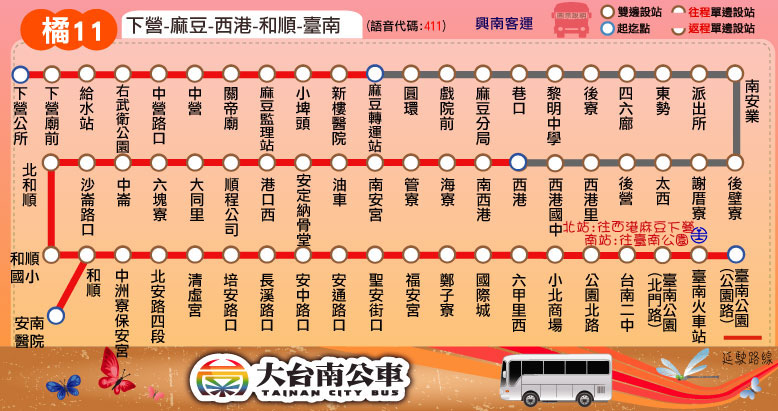 橘11
下營-麻豆-西港-和順-臺南
(語音代碼:411)
興南客運
雙邊設站
往程單邊設站
起迄點
返程單邊設站
下營公所
下營廟前
給水站
右武衛公園
中營路口
中營
關帝廟
麻豆監理站
小埤頭
新樓醫院
麻豆轉運站
圓環
戲院前
麻豆分局
巷口
黎明中學
後寮
四六廍
東勢
派出所
南安業
北和順
沙崙路口
中崙
六塊寮
大同里
順程公司
港口西
安定納骨堂
油車
南安宮
管寮
海寮
南西港
西港
西港國中
西港里
後營
太西
謝厝寮
後壁寮
北站:往西港麻豆下營
南站:往臺南公園
和順國小
安南醫院
和順
中洲寮保安宮
北安路四段
清虛宮
培安路口
長溪路口
安中路口
安通路口
聖安街口
福安宮
鄭子寮
國際城
六甲里西
小北商場
公園北路
台南二中
臺南公園(北門路)
臺南火車站
臺南公園(公園路)
延駛路線
大台南公車
TAINAN CITY BUS